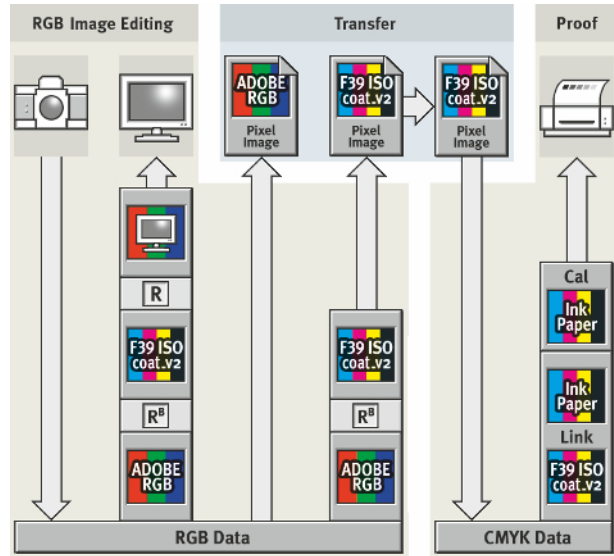 RGB Image Editing
Transfer
Proof
ADOBE
RGB
Pixel
Image
F39 ISO
coat.v2
Pixel
Image
F39 ISO
coat.v2
Pixel
Image
R
F39 ISO
coat.v2
Rᴮ
ADOBE
RGB
F39 ISO
coat.v2
Rᴮ
ADOBE
RGB
Cal
Ink
Paper
Ink
Paper
Link
F39 ISO
coat.v2
RGB Data
CMYK Data